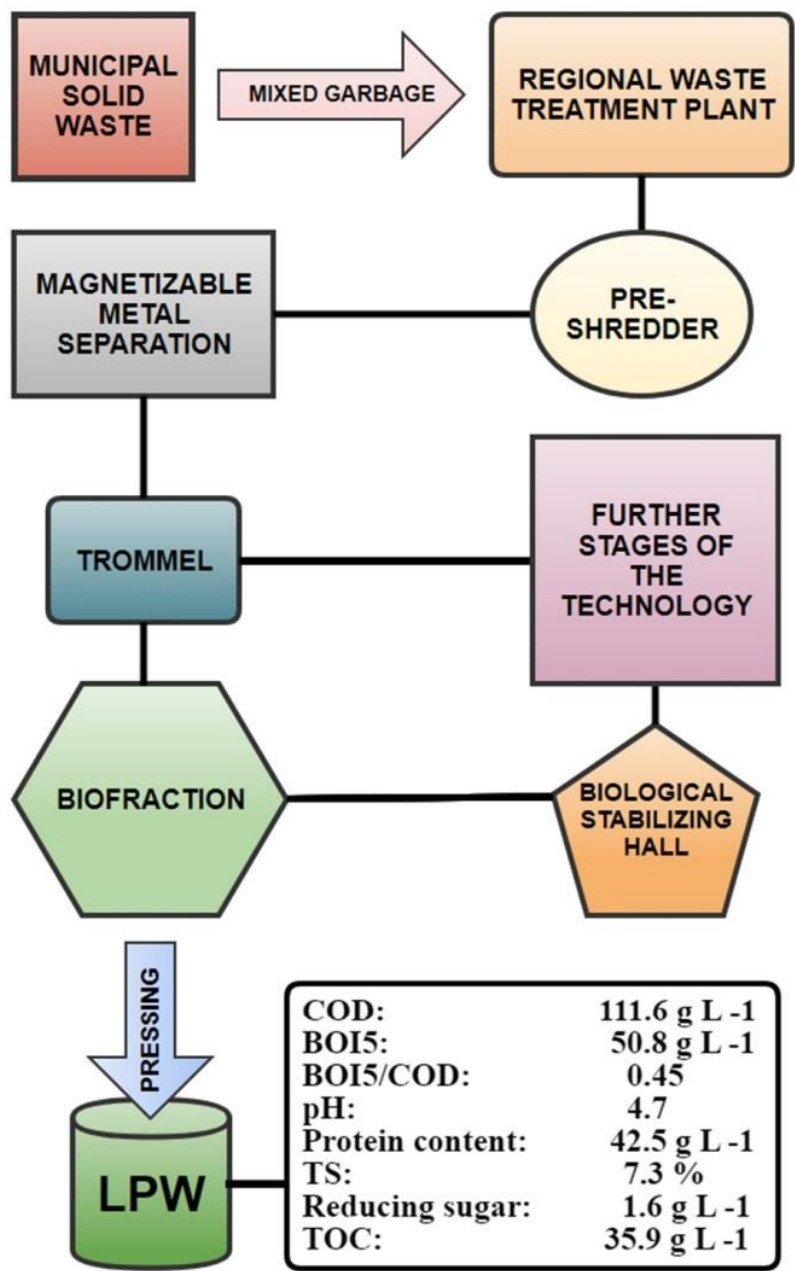 MUNICIPAL
SOLID
WASTE
MIXED GARBAGE
REGIONAL WASTE
TREATMENT PLANT
MAGNETIZABLE
METAL
SEPARATION
PRE-
SHREDDER
TROMMEL
FURTHER
STAGES OF
THE
TECHNOLOGY
BIOFRACTION
BIOLOGICAL
STABILIZING
HALL
PRESSING
LPW
COD: 111.6 g L -1
BOI5: 50.8 g L -1
BOI5/COD: 0.45
pH: 4.7
Protein content: 42.5 g L -1
TS: 7.3 %
Reducing sugar: 1.6 g L -1
TOC: 35.9 g L -1